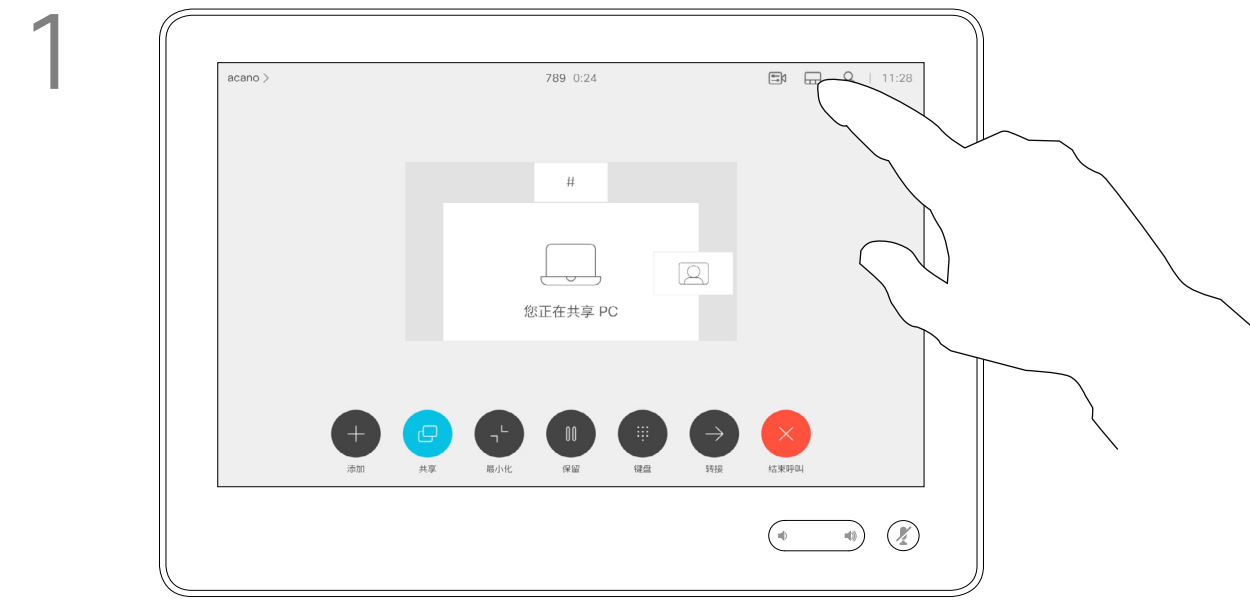 1
acano >
789 0:24
11:28
#
您正在共享 PC
添加
共享
最小化
保留
键盘
转接
结束呼叫